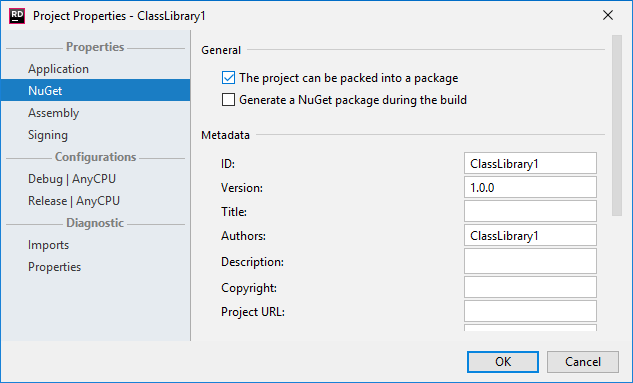 RD Project Properties - ClassLibrary1
Properties
Application
NuGet
Assembly
Signing
Configurations
Debug | AnyCPU
Release | AnyCPU
Diagnostic
Imports
Properties
General
The project can be packed into a package
Generate a NuGet package during the build
Metadata
ID: ClassLibrary1
Version: 1.0.0
Title:
Authors: ClassLibrary1
Description:
Copyright:
Project URL:
OK Cancel